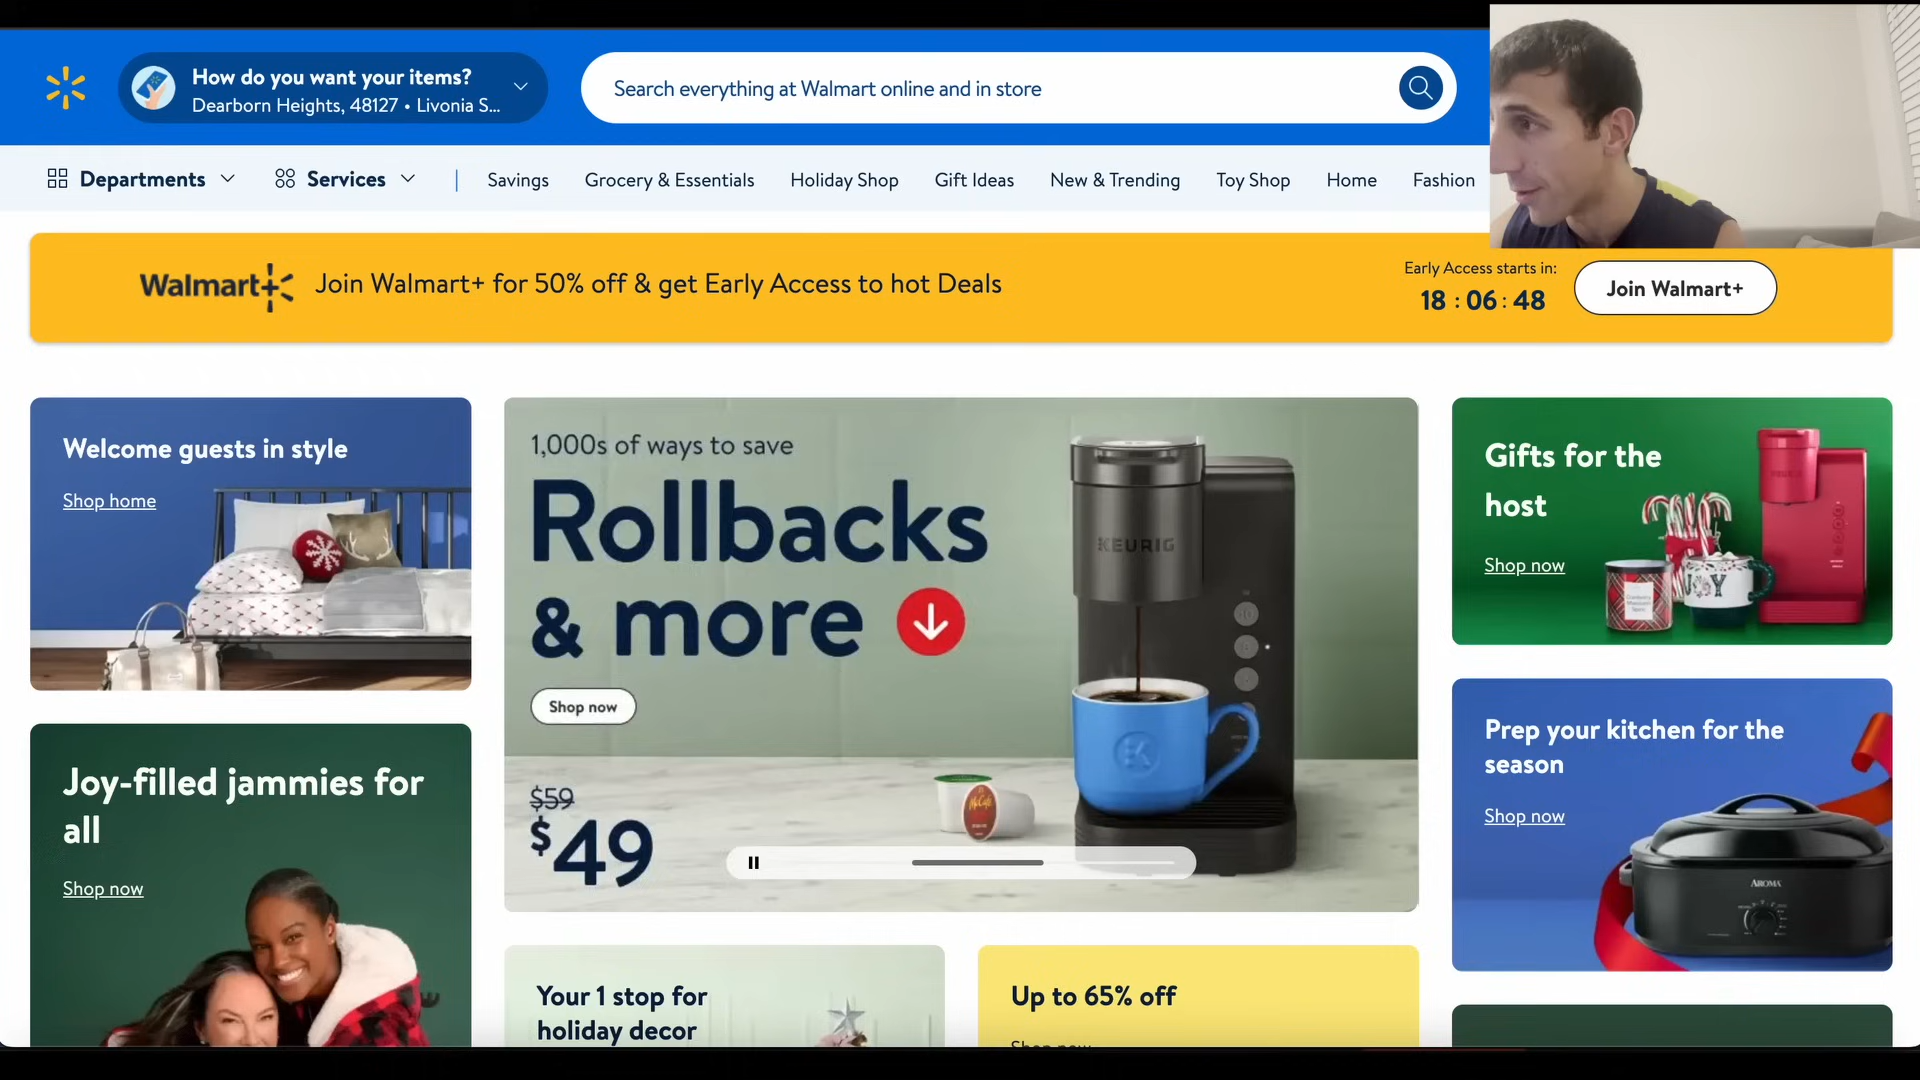 How do you want your items?
Dearborn Heights, 48127 • Livonia S...
Search everything at Walmart online and in store
Departments
Services
Savings
Grocery & Essentials
Holiday Shop
Gift Ideas
New & Trending
Toy Shop
Home
Fashion
Walmart+
Join Walmart+ for 50% off & get Early Access to hot Deals
Early Access starts in:
18 : 06 : 48
Join Walmart+
Welcome guests in style
Shop home
1,000s of ways to save
Rollbacks
& more
Shop now
$59
$49
KEURIG
McCafé
Gifts for the
host
Shop now
JOY
Joy-filled jammies for
all
Shop now
Prep your kitchen for the
season
Shop now
AROMA
Your 1 stop for
holiday decor
Up to 65% off
Shop now